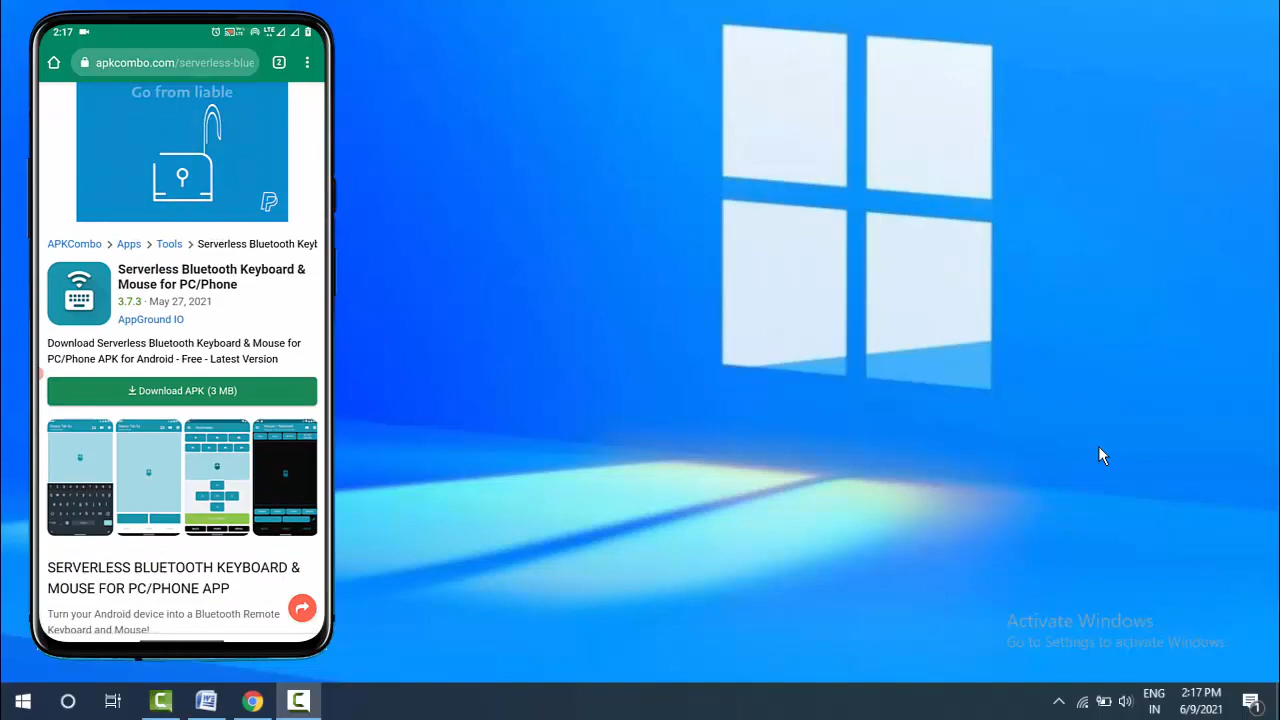 2:17
LTE
apkcombo.com/serverless-blue
2
Go from liable
APKCombo > Apps > Tools > Serverless Bluetooth Keyb
Serverless Bluetooth Keyboard &
Mouse for PC/Phone
3.7.3 · May 27, 2021
AppGround IO
Download Serverless Bluetooth Keyboard & Mouse for
PC/Phone APK for Android - Free - Latest Version
Download APK (3 MB)
SERVERLESS BLUETOOTH KEYBOARD &
MOUSE FOR PC/PHONE APP
Turn your Android device into a Bluetooth Remote
Keyboard and Mouse!
Activate Windows
Go to Settings to activate Windows.
ENG
IN
2:17 PM
6/9/2021
1